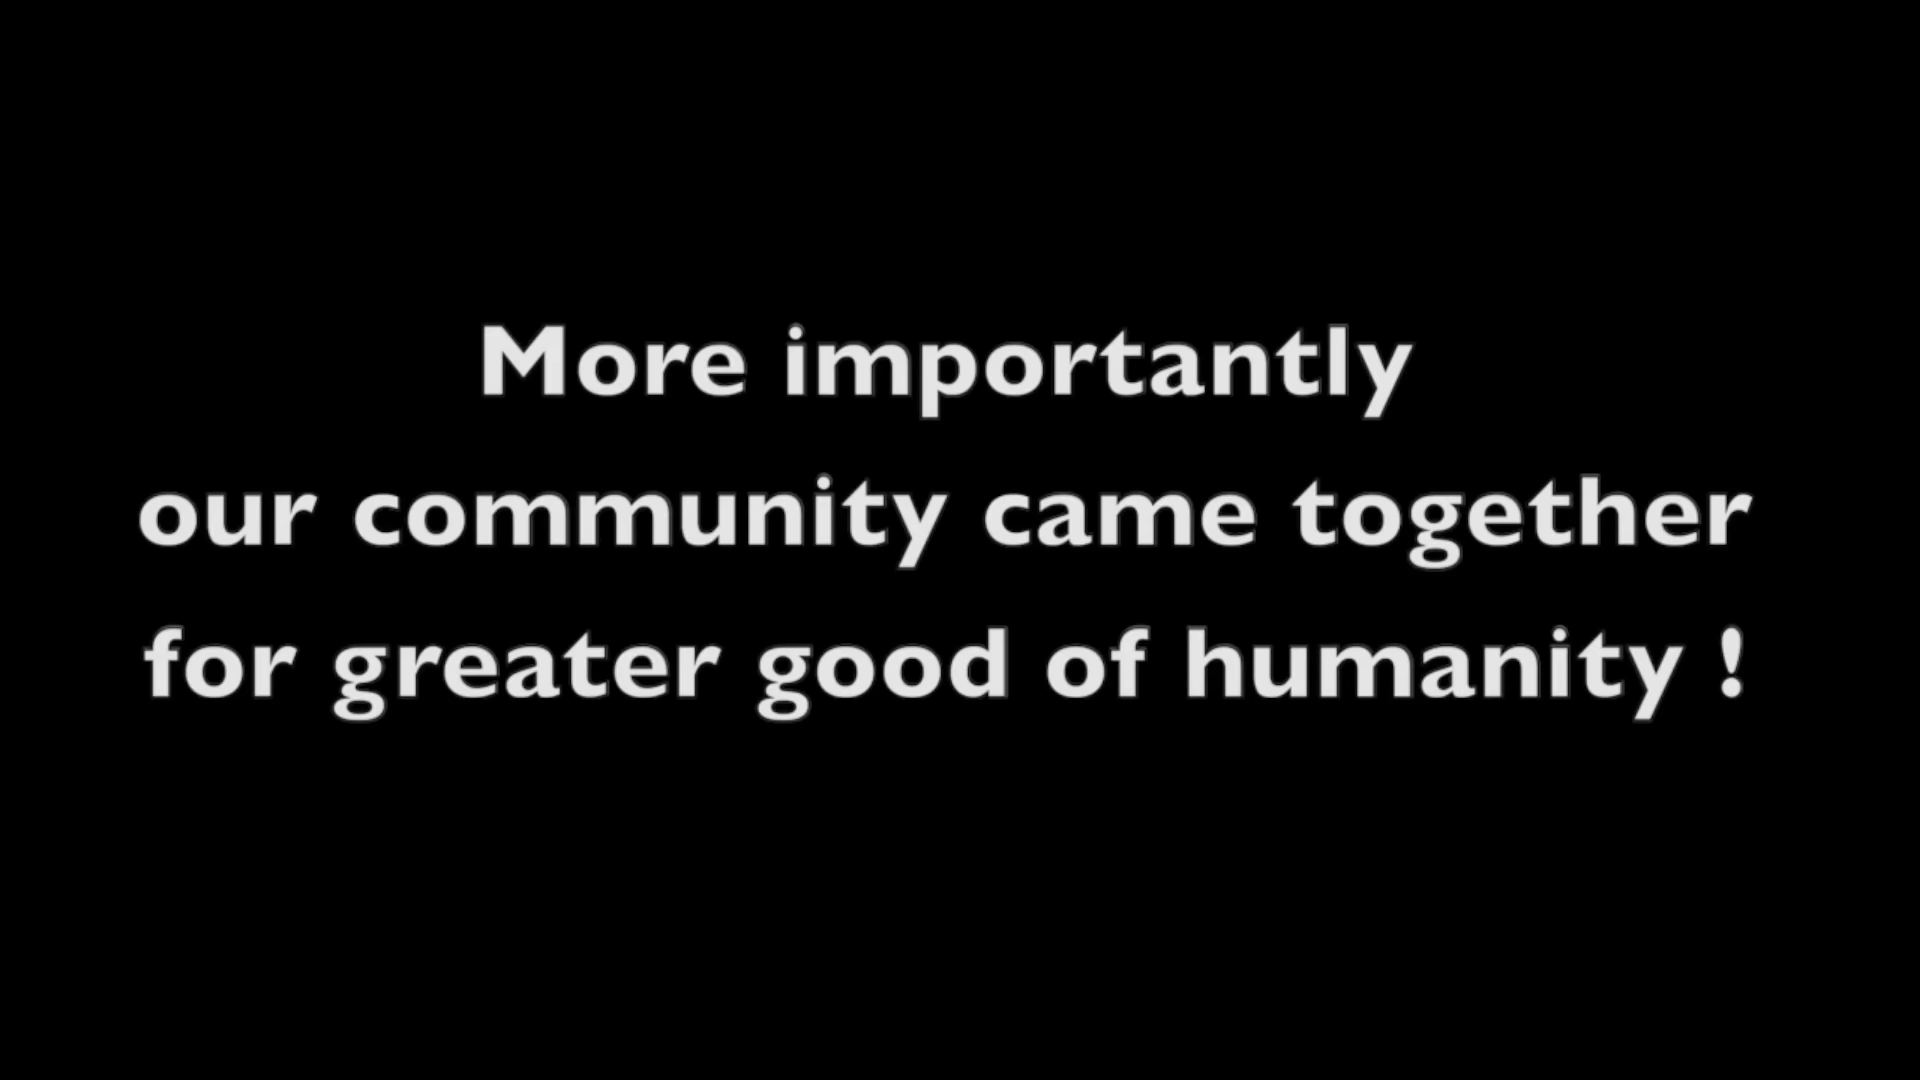 More importantly
our community came together
for greater good of humanity !